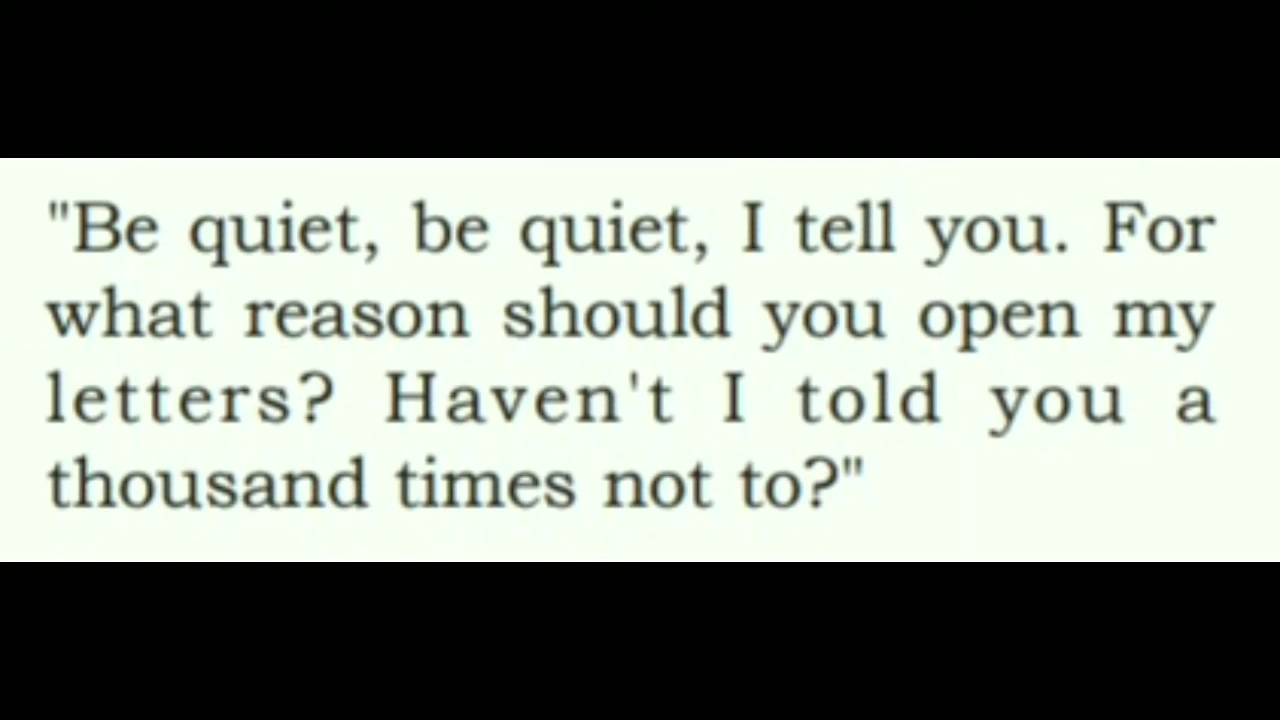 "Be quiet, be quiet, I tell you. For
what reason should you open my
letters? Haven't I told you a
thousand times not to?"